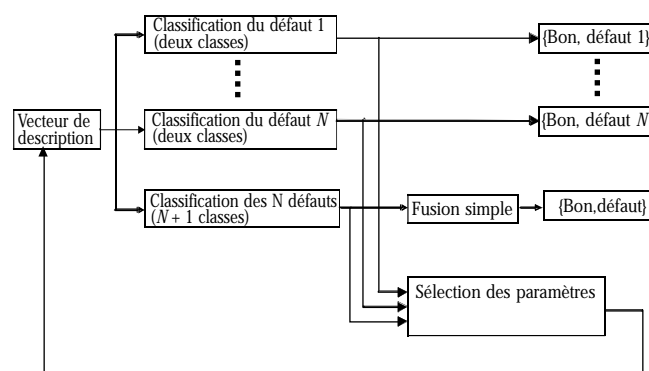 Classification du défaut 1
(deux classes)
{Bon, défaut 1}
Vecteur de
description
Classification du défaut N
(deux classes)
{Bon, défaut N}
Classification des N défauts
(N + 1 classes)
Fusion simple
{Bon,défaut}
Sélection des paramètres